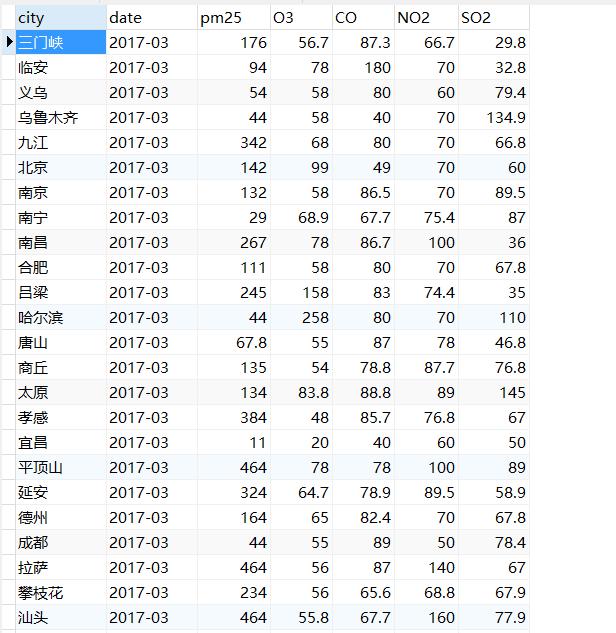 city date pm25 O3 CO NO2 SO2
三门峡 2017-03 176 56.7 87.3 66.7 29.8
临安 2017-03 94 78 180 70 32.8
义乌 2017-03 54 58 80 60 79.4
乌鲁木齐 2017-03 44 58 40 70 134.9
九江 2017-03 342 68 80 70 66.8
北京 2017-03 142 99 49 70 60
南京 2017-03 132 58 86.5 70 89.5
南宁 2017-03 29 68.9 67.7 75.4 87
南昌 2017-03 267 78 86.7 100 36
合肥 2017-03 111 58 80 70 67.8
吕梁 2017-03 245 158 83 74.4 35
哈尔滨 2017-03 44 258 80 70 110
唐山 2017-03 67.8 55 87 78 46.8
商丘 2017-03 135 54 78.8 87.7 76.8
太原 2017-03 134 83.8 88.8 89 145
孝感 2017-03 384 48 85.7 76.8 67
宜昌 2017-03 11 20 40 60 50
平顶山 2017-03 464 78 78 100 89
延安 2017-03 324 64.7 78.9 89.5 58.9
德州 2017-03 164 65 82.4 70 67.8
成都 2017-03 44 55 89 50 78.4
拉萨 2017-03 464 56 87 140 67
攀枝花 2017-03 234 56 65.6 68.8 67.9
汕头 2017-03 464 55.8 67.7 160 77.9